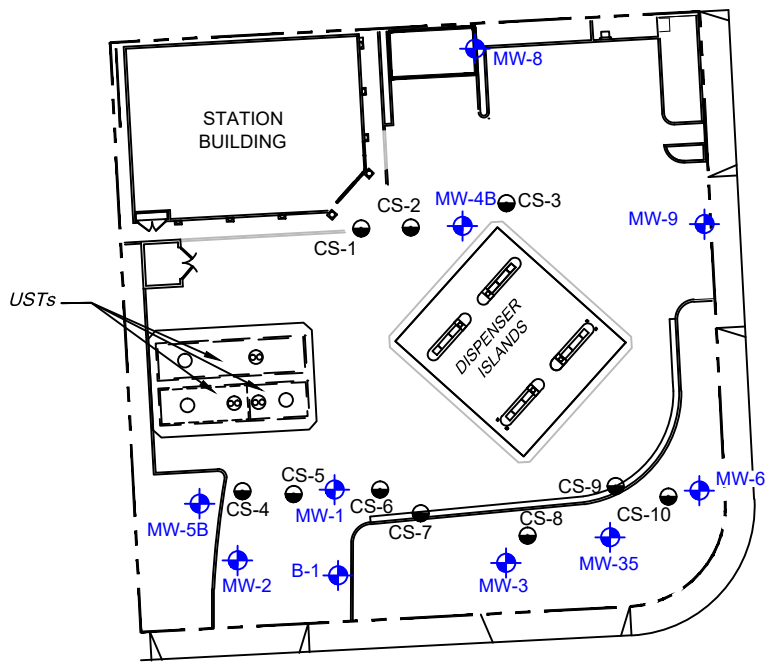 MW-8
STATION
BUILDING
CS-3
MW-4B
CS-2
MW-9
CS-1
USTs
DISPENSER
ISLANDS
CS-5
CS-9
MW-6
CS-4
MW-1
CS-6
CS-10
MW-5B
CS-7
CS-8
MW-35
B-1
MW-2
MW-3